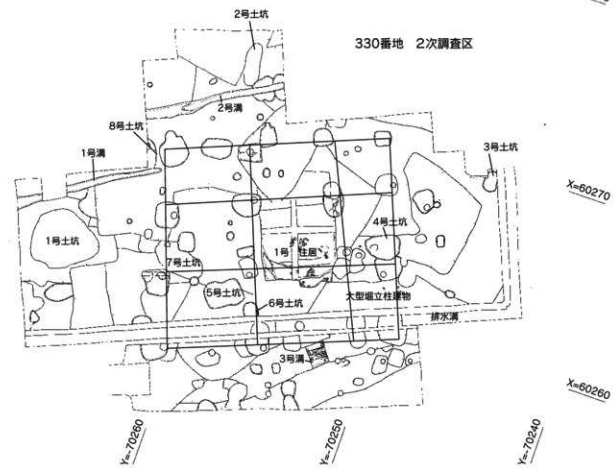 2号土坑
330番地 2次調査区
2号溝
8号土坑
1号溝
3号土坑
X=60270
1号土坑
4号土坑
1号 住居
7号土坑
5号土坑
6号土坑
大型掘立柱建物
排水溝
3号溝
X=60260
Y=-70260
Y=-70250
Y=-70240